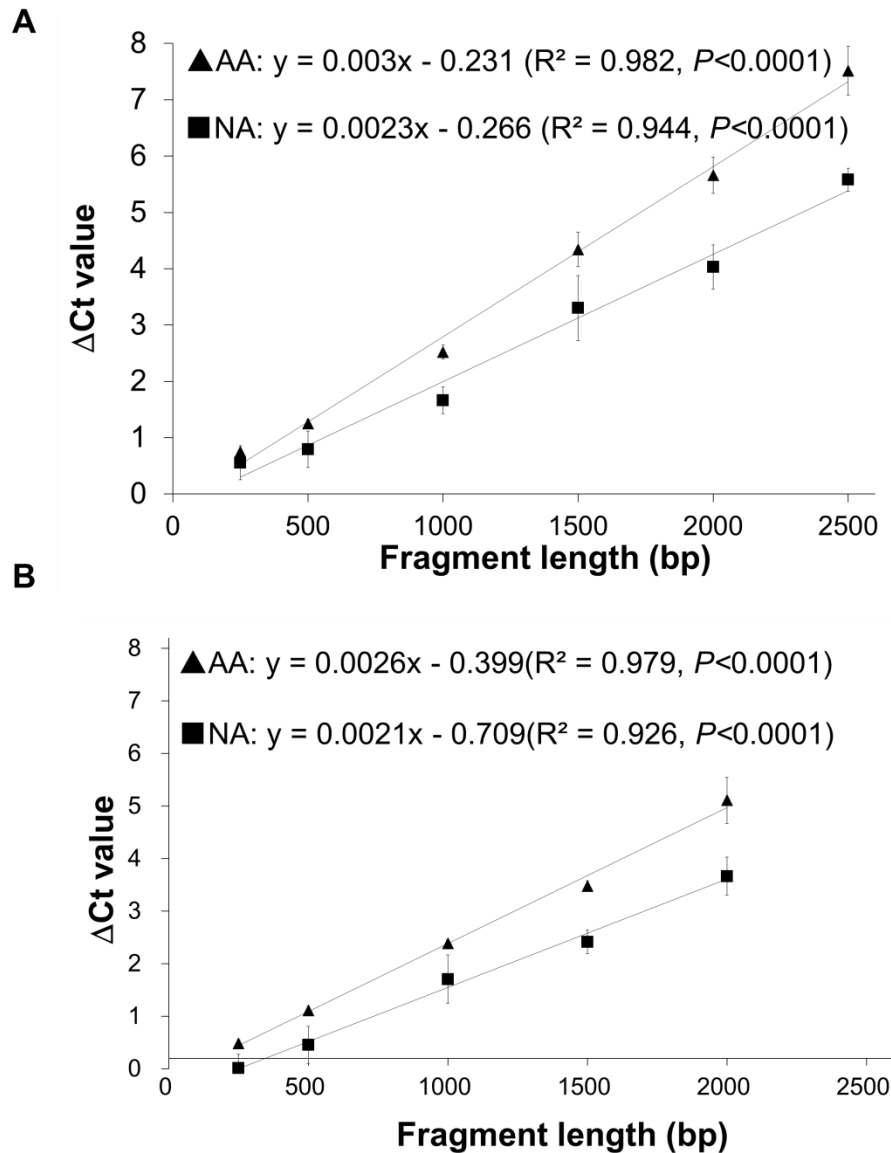 A
8
7
6
5
4
3
2
1
0
ΔCt value
▲AA: y = 0.003x - 0.231 (R² = 0.982, P<0.0001)
■NA: y = 0.0023x - 0.266 (R² = 0.944, P<0.0001)
0 500 1000 1500 2000 2500
Fragment length (bp)
B
8
7
6
5
4
3
2
1
0
ΔCt value
▲AA: y = 0.0026x - 0.399(R² = 0.979, P<0.0001)
■NA: y = 0.0021x - 0.709(R² = 0.926, P<0.0001)
0 500 1000 1500 2000 2500
Fragment length (bp)